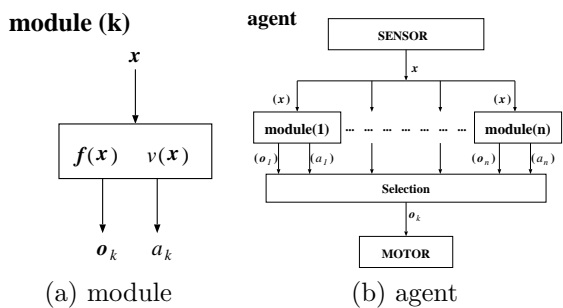 module (k)
x
f(x) v(x)
o_k a_k
(a) module
agent
SENSOR
x
(x) (x)
module(1) ... ... ... ... ... ... module(n)
(o_1) (a_1) (o_n) (a_n)
Selection
o_k
MOTOR
(b) agent